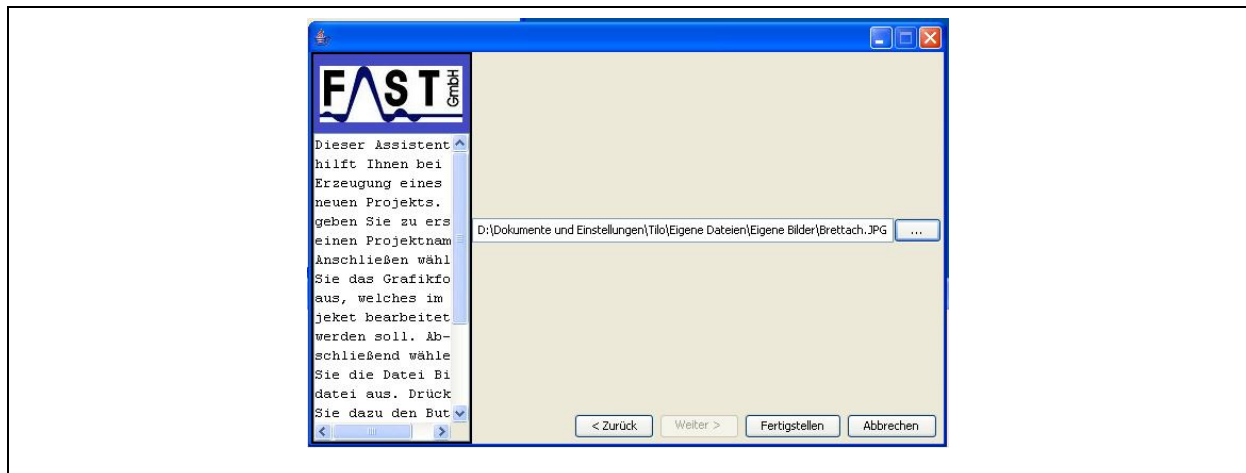 FAST GmbH
Dieser Assistent
hilft Ihnen bei
Erzeugung eines
neuen Projekts.
geben Sie zu ers
einen Projektnam
Anschließen wähl
Sie das Grafikfo
aus, welches im
jeket bearbeitet
werden soll. Ab-
schließend wähle
Sie die Datei Bi
datei aus. Drück
Sie dazu den But
D:\Dokumente und Einstellungen\Tilo\Eigene Dateien\Eigene Bilder\Brettach.JPG
...
< Zurück
Weiter >
Fertigstellen
Abbrechen